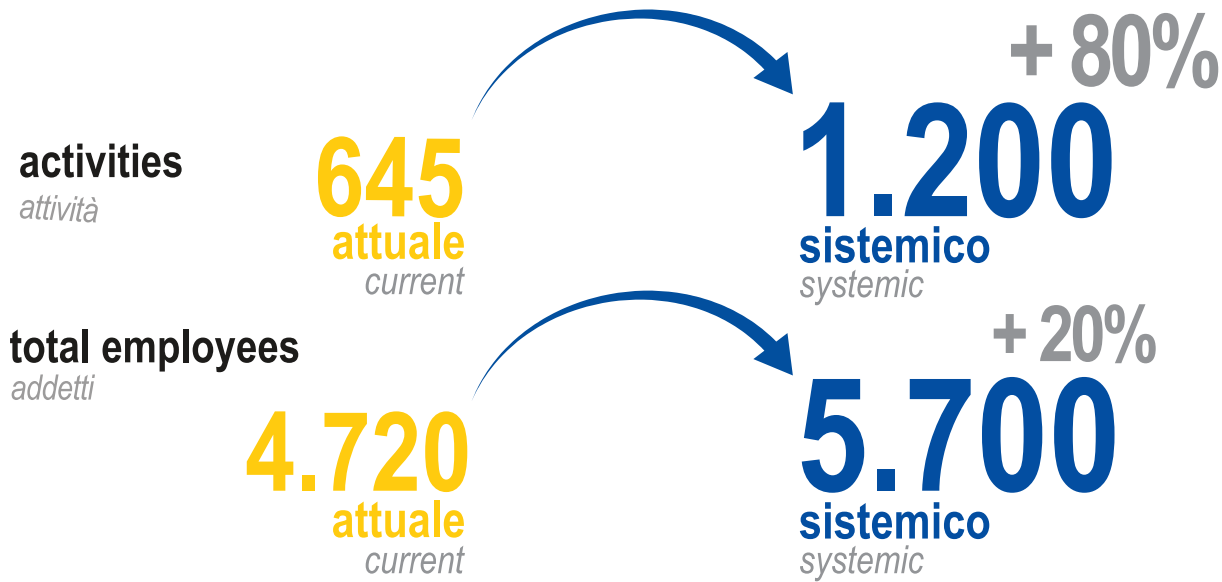 + 80%
activities
attività
645
attuale
current
1.200
sistemico
systemic
total employees
addetti
4.720
attuale
current
+ 20%
5.700
sistemico
systemic